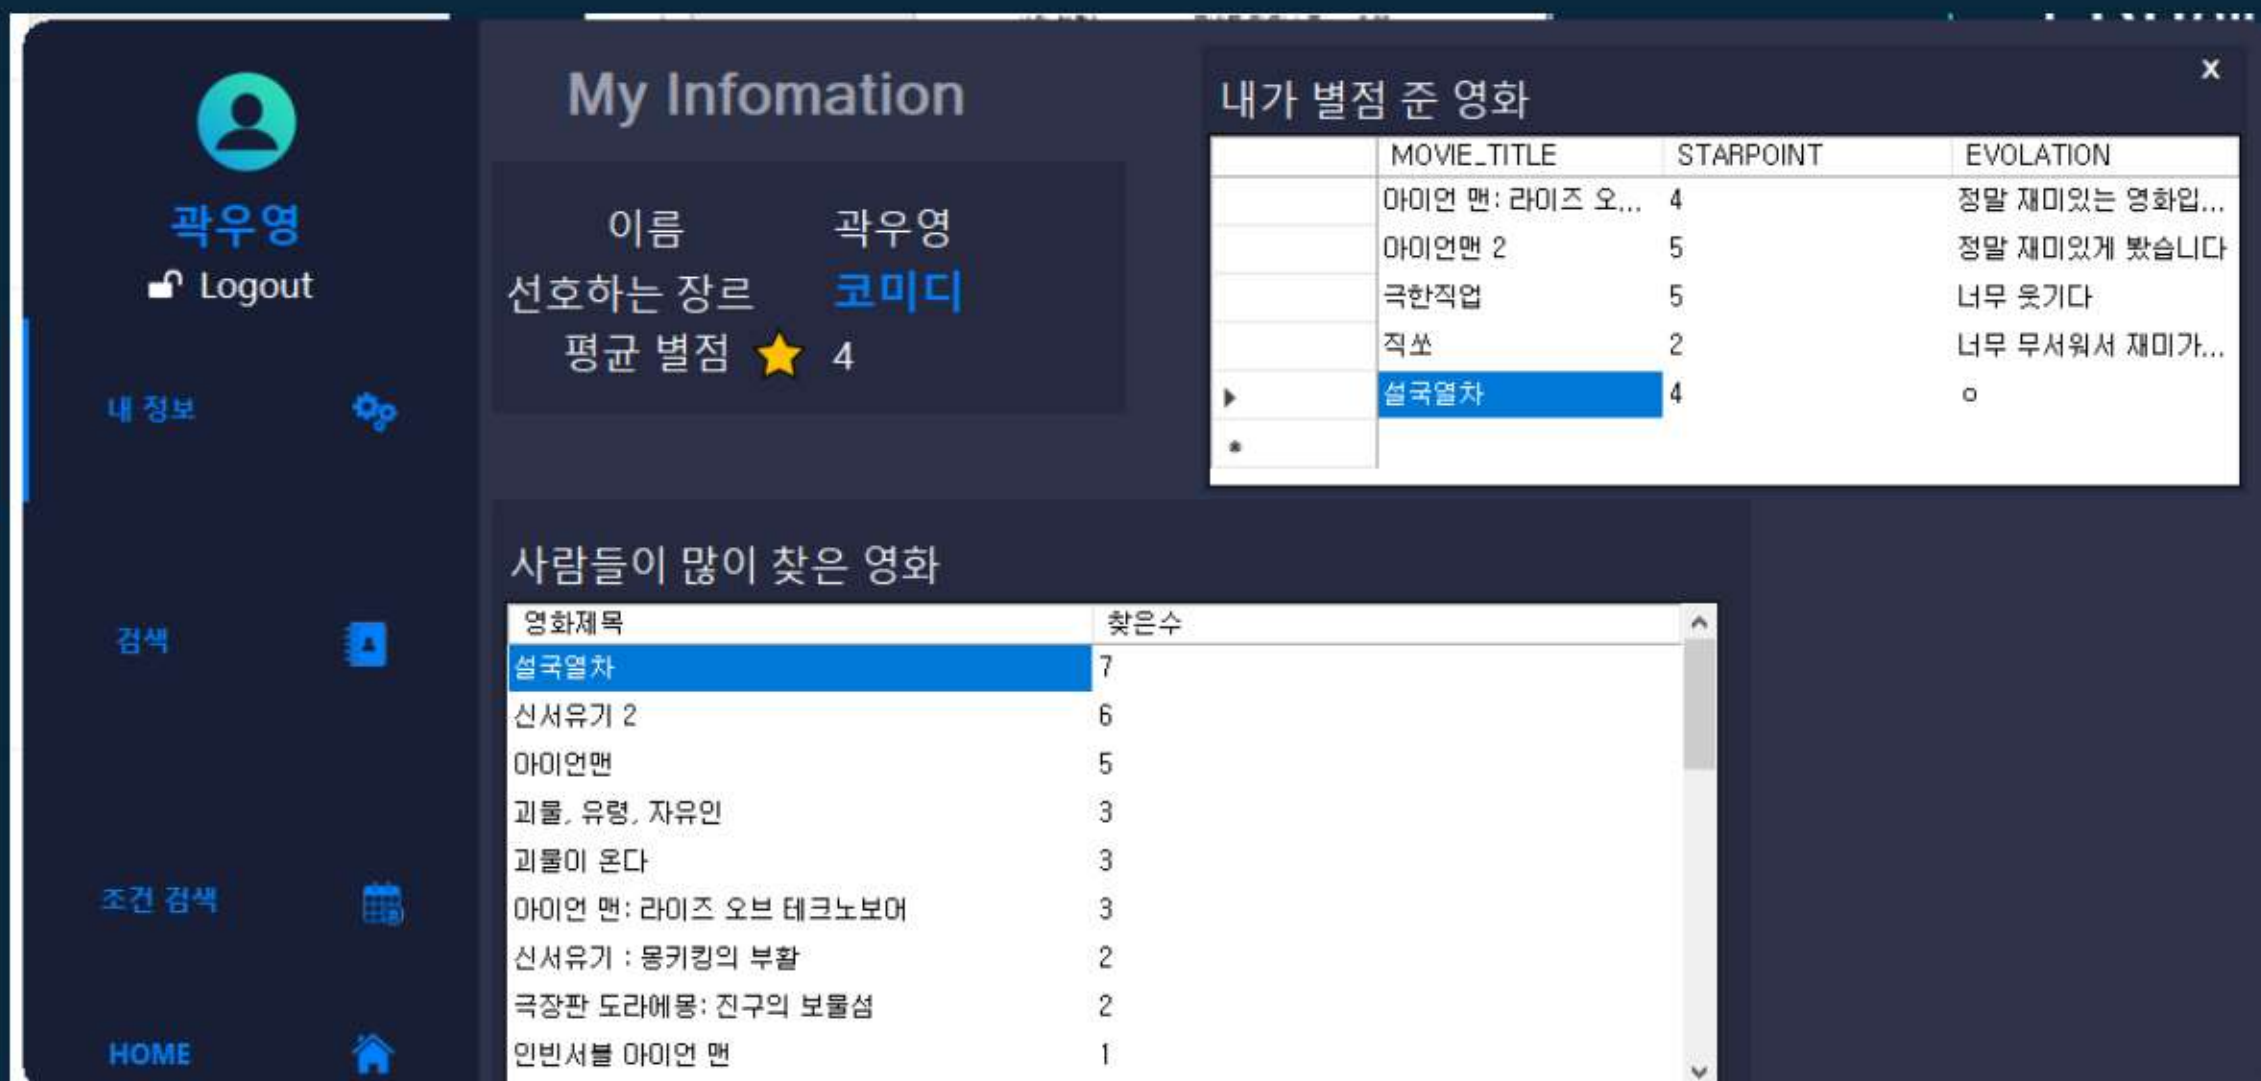 곽우영
Logout
내 정보
검색
조건 검색
HOME
My Infomation
이름 곽우영
선호하는 장르 코미디
평균 별점 4
x
내가 별점 준 영화
MOVIE_TITLE STARPOINT EVOLATION
아이언 맨: 라이즈 오... 4 정말 재미있는 영화입...
아이언맨 2 5 정말 재미있게 봤습니다
극한직업 5 너무 웃기다
직쏘 2 너무 무서워서 재미가...
설국열차 4 ㅇ
*
사람들이 많이 찾은 영화
영화제목 찾은수
설국열차 7
신서유기 2 6
아이언맨 5
괴물, 유령, 자유인 3
괴물이 온다 3
아이언 맨: 라이즈 오브 테크노보어 3
신서유기 : 몽키킹의 부활 2
극장판 도라에몽: 진구의 보물섬 2
인빈서블 아이언 맨 1